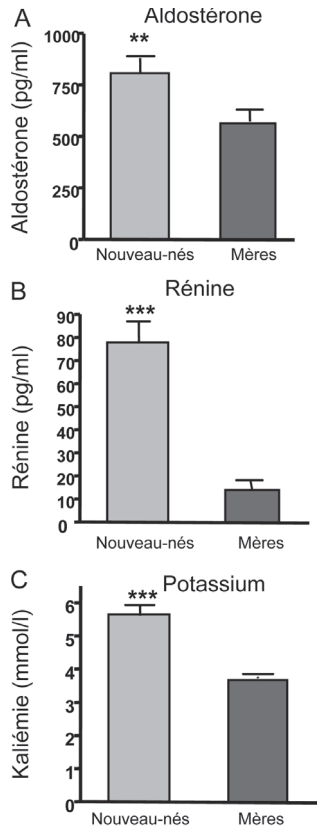 A
Aldostérone
Aldostérone (pg/ml)
1000
750
500
250
0
**
Nouveau-nés
Mères
B
Rénine
Rénine (pg/ml)
90
80
70
60
50
40
30
20
10
0
***
Nouveau-nés
Mères
C
Potassium
Kaliémie (mmol/l)
6
5
4
3
2
1
0
***
Nouveau-nés
Mères